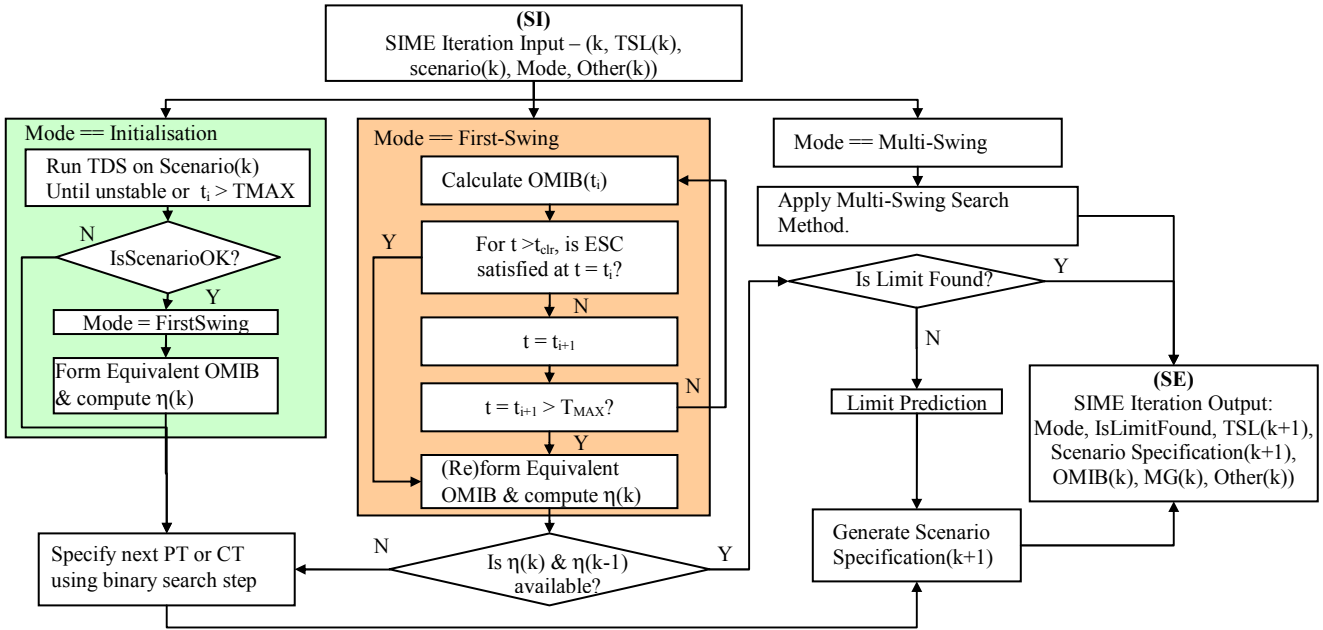 (SI)
SIME Iteration Input – (k, TSL(k),
scenario(k), Mode, Other(k))
Mode == Initialisation
Run TDS on Scenario(k)
Until unstable or tᵢ > TMAX
N
IsScenarioOK?
Y
Mode = FirstSwing
Form Equivalent OMIB
& compute η(k)
Specify next PT or CT
using binary search step
Mode == First-Swing
Calculate OMIB(tᵢ)
Y
For t >t_clr, is ESC
satisfied at t = tᵢ?
N
t = tᵢ₊₁
t = tᵢ₊₁ > T_MAX?
N
Y
(Re)form Equivalent
OMIB & compute η(k)
N
Is η(k) & η(k-1)
available?
Y
Mode == Multi-Swing
Apply Multi-Swing Search
Method.
Is Limit Found?
Y
N
Limit Prediction
Generate Scenario
Specification(k+1)
(SE)
SIME Iteration Output:
Mode, IsLimitFound, TSL(k+1),
Scenario Specification(k+1),
OMIB(k), MG(k), Other(k))